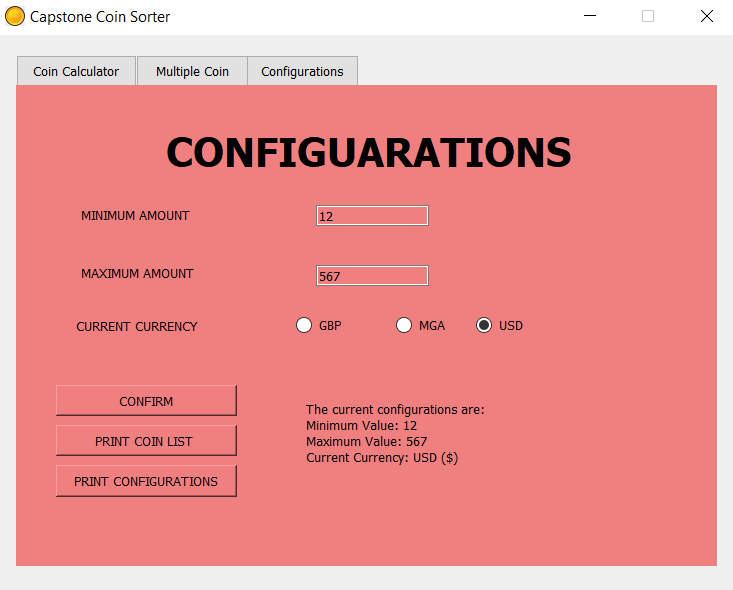 Capstone Coin Sorter
Coin Calculator Multiple Coin Configurations
CONFIGUARATIONS
MINIMUM AMOUNT 12
MAXIMUM AMOUNT 567
CURRENT CURRENCY GBP MGA USD
CONFIRM
PRINT COIN LIST
PRINT CONFIGURATIONS
The current configurations are:
Minimum Value: 12
Maximum Value: 567
Current Currency: USD ($)